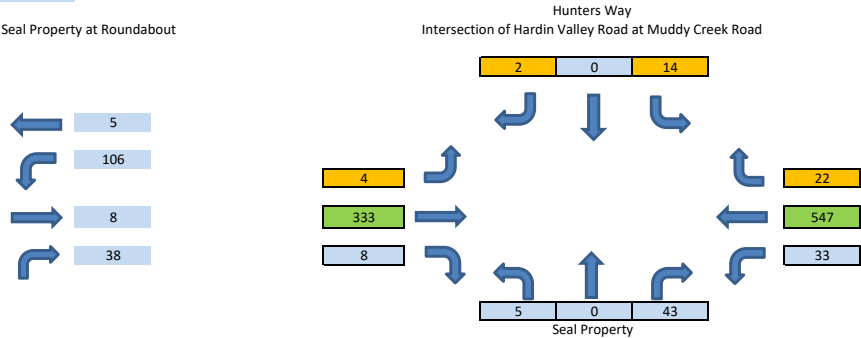 Hunters Way
Seal Property at Roundabout
Intersection of Hardin Valley Road at Muddy Creek Road
2 0 14
5
106
4
22
8
333
547
38
8
33
5 0 43
Seal Property